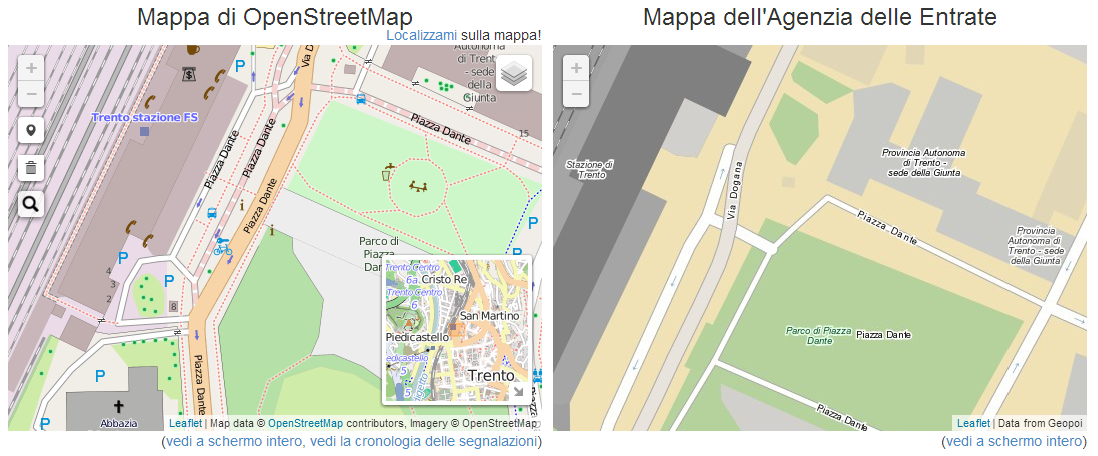 Mappa di OpenStreetMap
Localizzami sulla mappa!
+
−
Trento stazione FS
Piazza Dante
Piazza Dante
Piazza Dante
Piazza Dante
Piazza Dante
Via D
Autonoma
di Trento
- sede
della
Giunta
15
P
P
P
P
P
P
P
4
3
2
8
i
i
$
Parco di
Piazza
Dan
Abbazia
Trento Centro
6a
Cristo Re
Trento Centro
6
San Martino
Piedicastello
edicastello
5
5
Trento
Leaflet | Map data © OpenStreetMap contributors, Imagery © OpenStreetMap
(vedi a schermo intero, vedi la cronologia delle segnalazioni)
Mappa dell'Agenzia delle Entrate
+
−
Stazione di
Trento
Via Dogana
Provincia Autonoma
di Trento -
sede della Giunta
Piazza Dante
Provincia
Autonoma di
Trento - sede
della Giunta
Parco di Piazza
Dante
Piazza Dante
Piazza Dante
Leaflet | Data from Geopoi
(vedi a schermo intero)